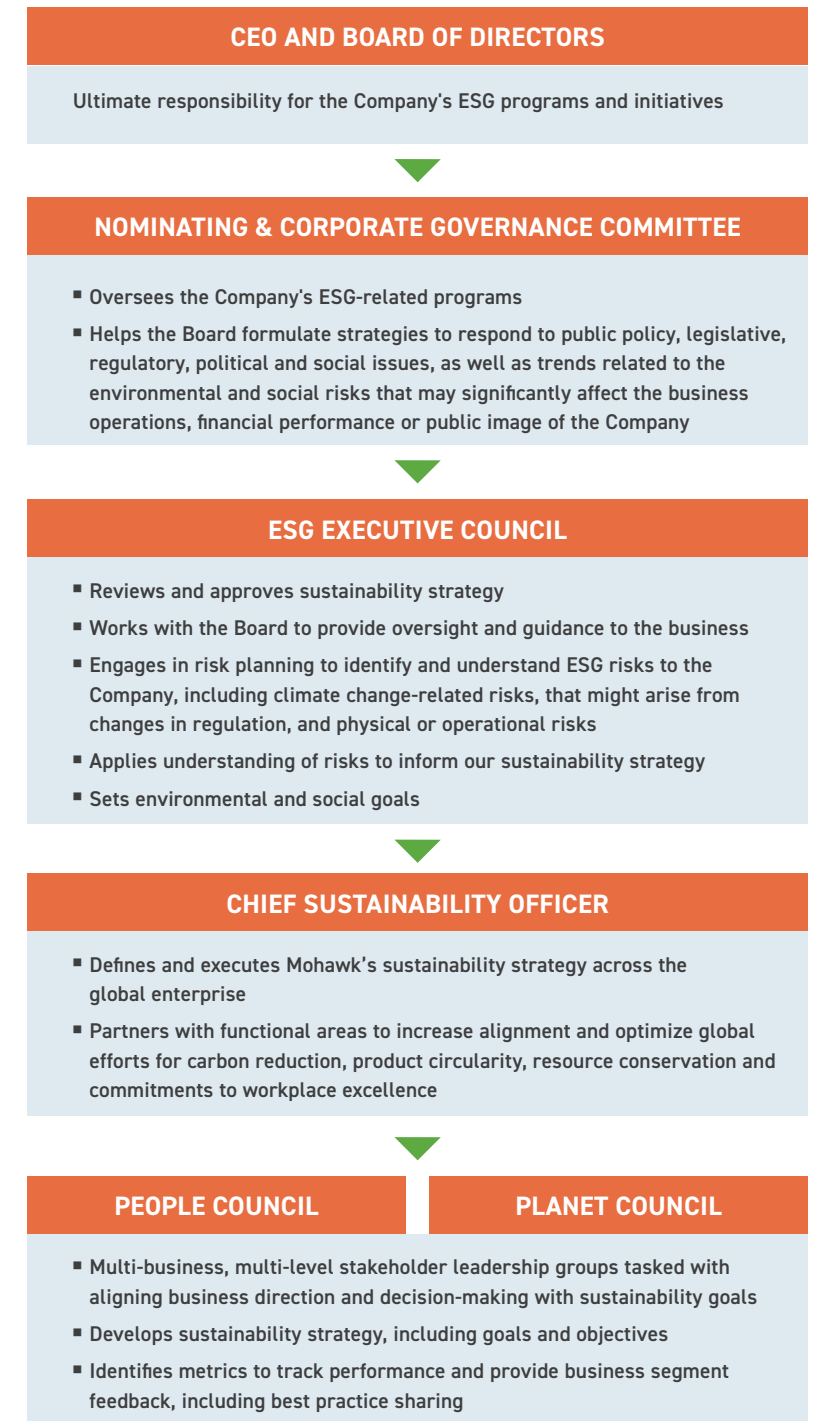 CEO AND BOARD OF DIRECTORS
Ultimate responsibility for the Company's ESG programs and initiatives
NOMINATING & CORPORATE GOVERNANCE COMMITTEE
▪ Oversees the Company's ESG-related programs
▪ Helps the Board formulate strategies to respond to public policy, legislative,
regulatory, political and social issues, as well as trends related to the
environmental and social risks that may significantly affect the business
operations, financial performance or public image of the Company
ESG EXECUTIVE COUNCIL
▪ Reviews and approves sustainability strategy
▪ Works with the Board to provide oversight and guidance to the business
▪ Engages in risk planning to identify and understand ESG risks to the
Company, including climate change-related risks, that might arise from
changes in regulation, and physical or operational risks
▪ Applies understanding of risks to inform our sustainability strategy
▪ Sets environmental and social goals
CHIEF SUSTAINABILITY OFFICER
▪ Defines and executes Mohawk’s sustainability strategy across the
global enterprise
▪ Partners with functional areas to increase alignment and optimize global
efforts for carbon reduction, product circularity, resource conservation and
commitments to workplace excellence
PEOPLE COUNCIL
PLANET COUNCIL
▪ Multi-business, multi-level stakeholder leadership groups tasked with
aligning business direction and decision-making with sustainability goals
▪ Develops sustainability strategy, including goals and objectives
▪ Identifies metrics to track performance and provide business segment
feedback, including best practice sharing